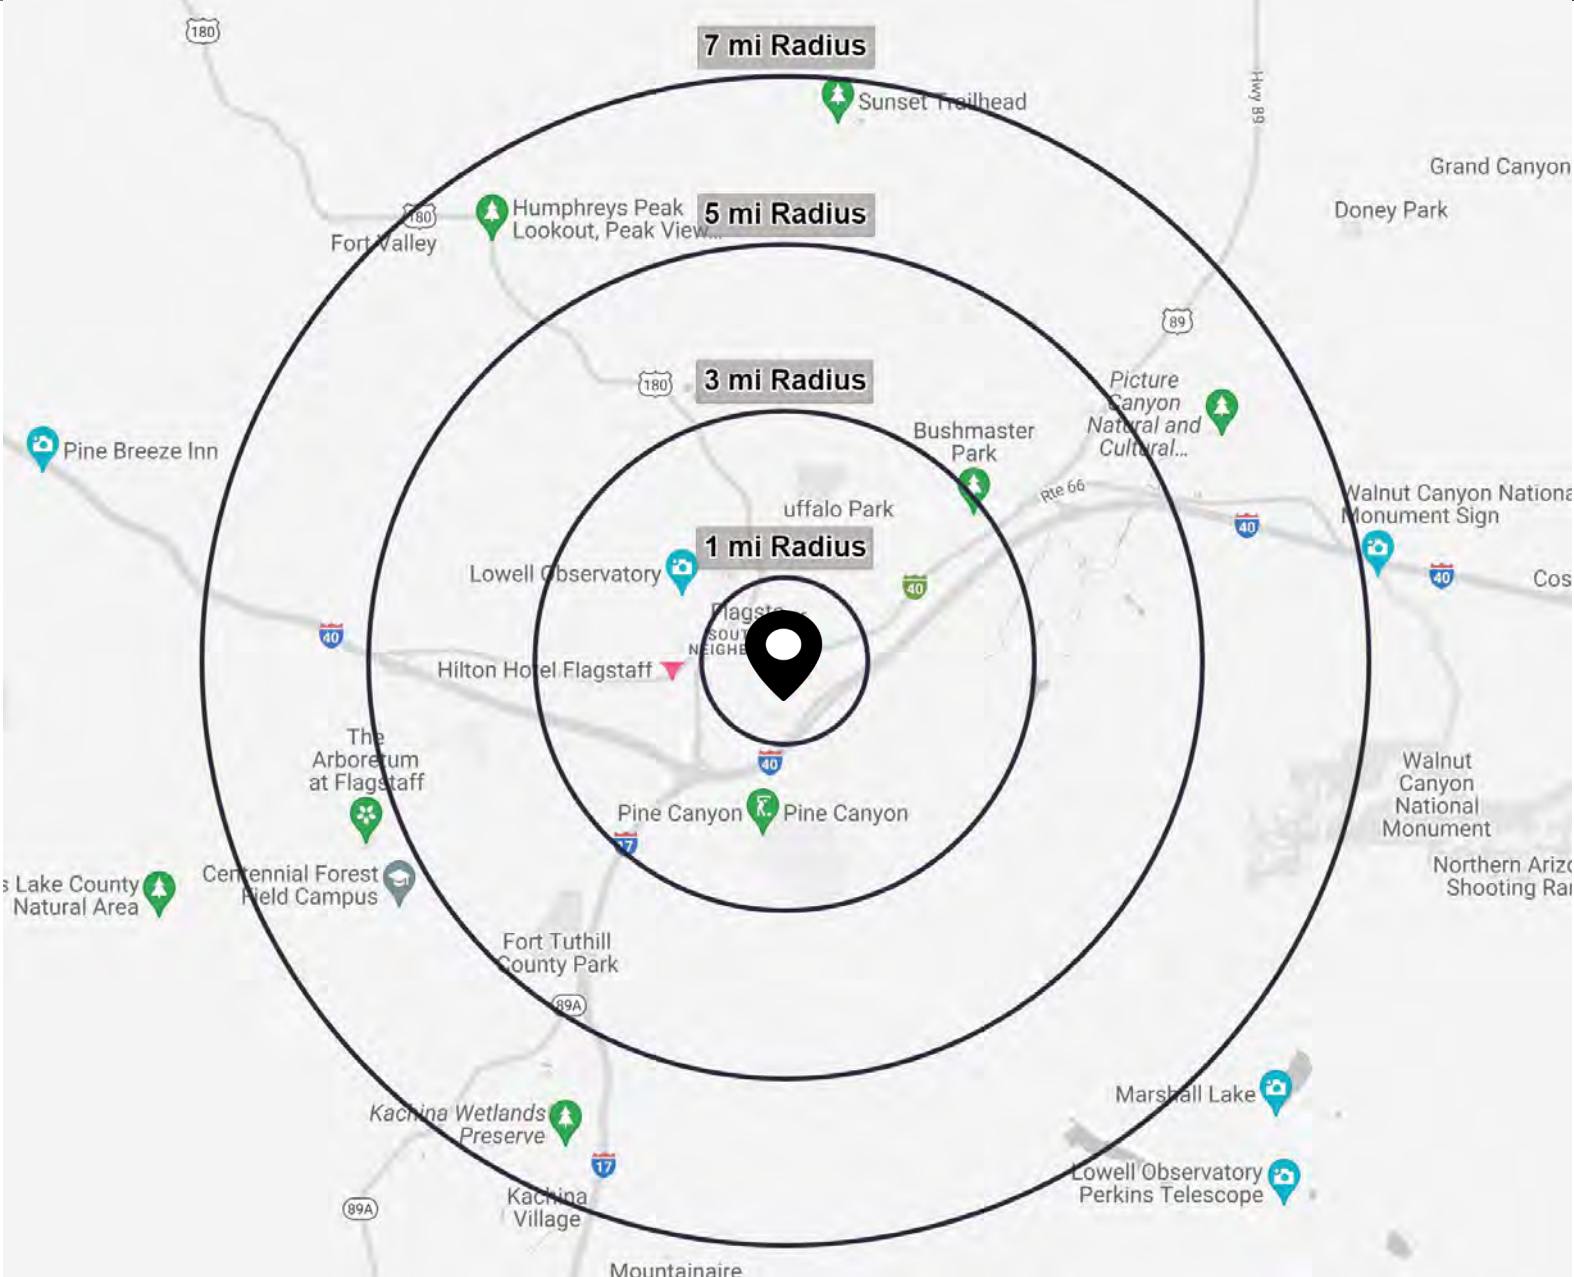 180
7 mi Radius
Sunset Trailhead
Hwy 89
Grand Canyon
Doney Park
180
Humphreys Peak
Lookout, Peak View...
5 mi Radius
Fort Valley
89
180
3 mi Radius
Picture
Canyon
Natural and
Cultural...
Bushmaster
Park
Pine Breeze Inn
Rte 66
uffalo Park
Walnut Canyon Nationa
Monument Sign
40
1 mi Radius
Lowell Observatory
40
40
Cos
Flagst
SOUT
NEIGHB
40
Hilton Hotel Flagstaff
The
Arboretum
at Flagstaff
40
Walnut
Canyon
National
Monument
Pine Canyon
Pine Canyon
17
s Lake County
Natural Area
Centennial Forest
Field Campus
Northern Arizo
Shooting Ra
Fort Tuthill
County Park
89A
Marshall Lake
Kachina Wetlands
Preserve
17
Lowell Observatory
Perkins Telescope
Kachina
Village
89A
Mountainaire